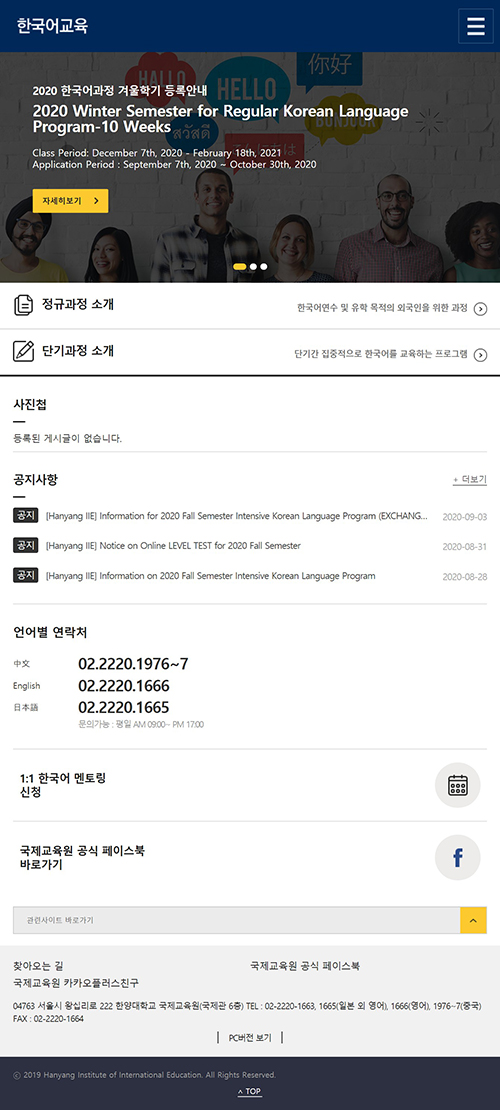 한국어교육
HALLO
HELLO
你好
BONJOUR
สวัสดี
こんにちは
2020 한국어과정 겨울학기 등록안내
2020 Winter Semester for Regular Korean Language
Program-10 Weeks
Class Period: December 7th, 2020 - February 18th, 2021
Application Period : September 7th, 2020 ~ October 30th, 2020
자세히보기
정규과정 소개
한국어연수 및 유학 목적의 외국인을 위한 과정
단기과정 소개
단기간 집중적으로 한국어를 교육하는 프로그램
사진첩
등록된 게시글이 없습니다.
공지사항
+ 더보기
공지 [Hanyang IIE] Information for 2020 Fall Semester Intensive Korean Language Program (EXCHANG... 2020-09-03
공지 [Hanyang IIE] Notice on Online LEVEL TEST for 2020 Fall Semester 2020-08-31
공지 [Hanyang IIE] Information on 2020 Fall Semester Intensive Korean Language Program 2020-08-28
언어별 연락처
中文 02.2220.1976~7
English 02.2220.1666
日本語 02.2220.1665
문의가능 : 평일 AM 09:00~ PM 17:00
1:1 한국어 멘토링
신청
국제교육원 공식 페이스북
바로가기
관련사이트 바로가기
찾아오는 길 국제교육원 공식 페이스북
국제교육원 카카오플러스친구
04763 서울시 왕십리로 222 한양대학교 국제교육원(국제관 6층) TEL : 02-2220-1663, 1665(일본 외 영어), 1666(영어), 1976~7(중국)
FAX : 02-2220-1664
PC버전 보기
ⓒ 2019 Hanyang Institute of International Education. All Rights Reserved.
^ TOP